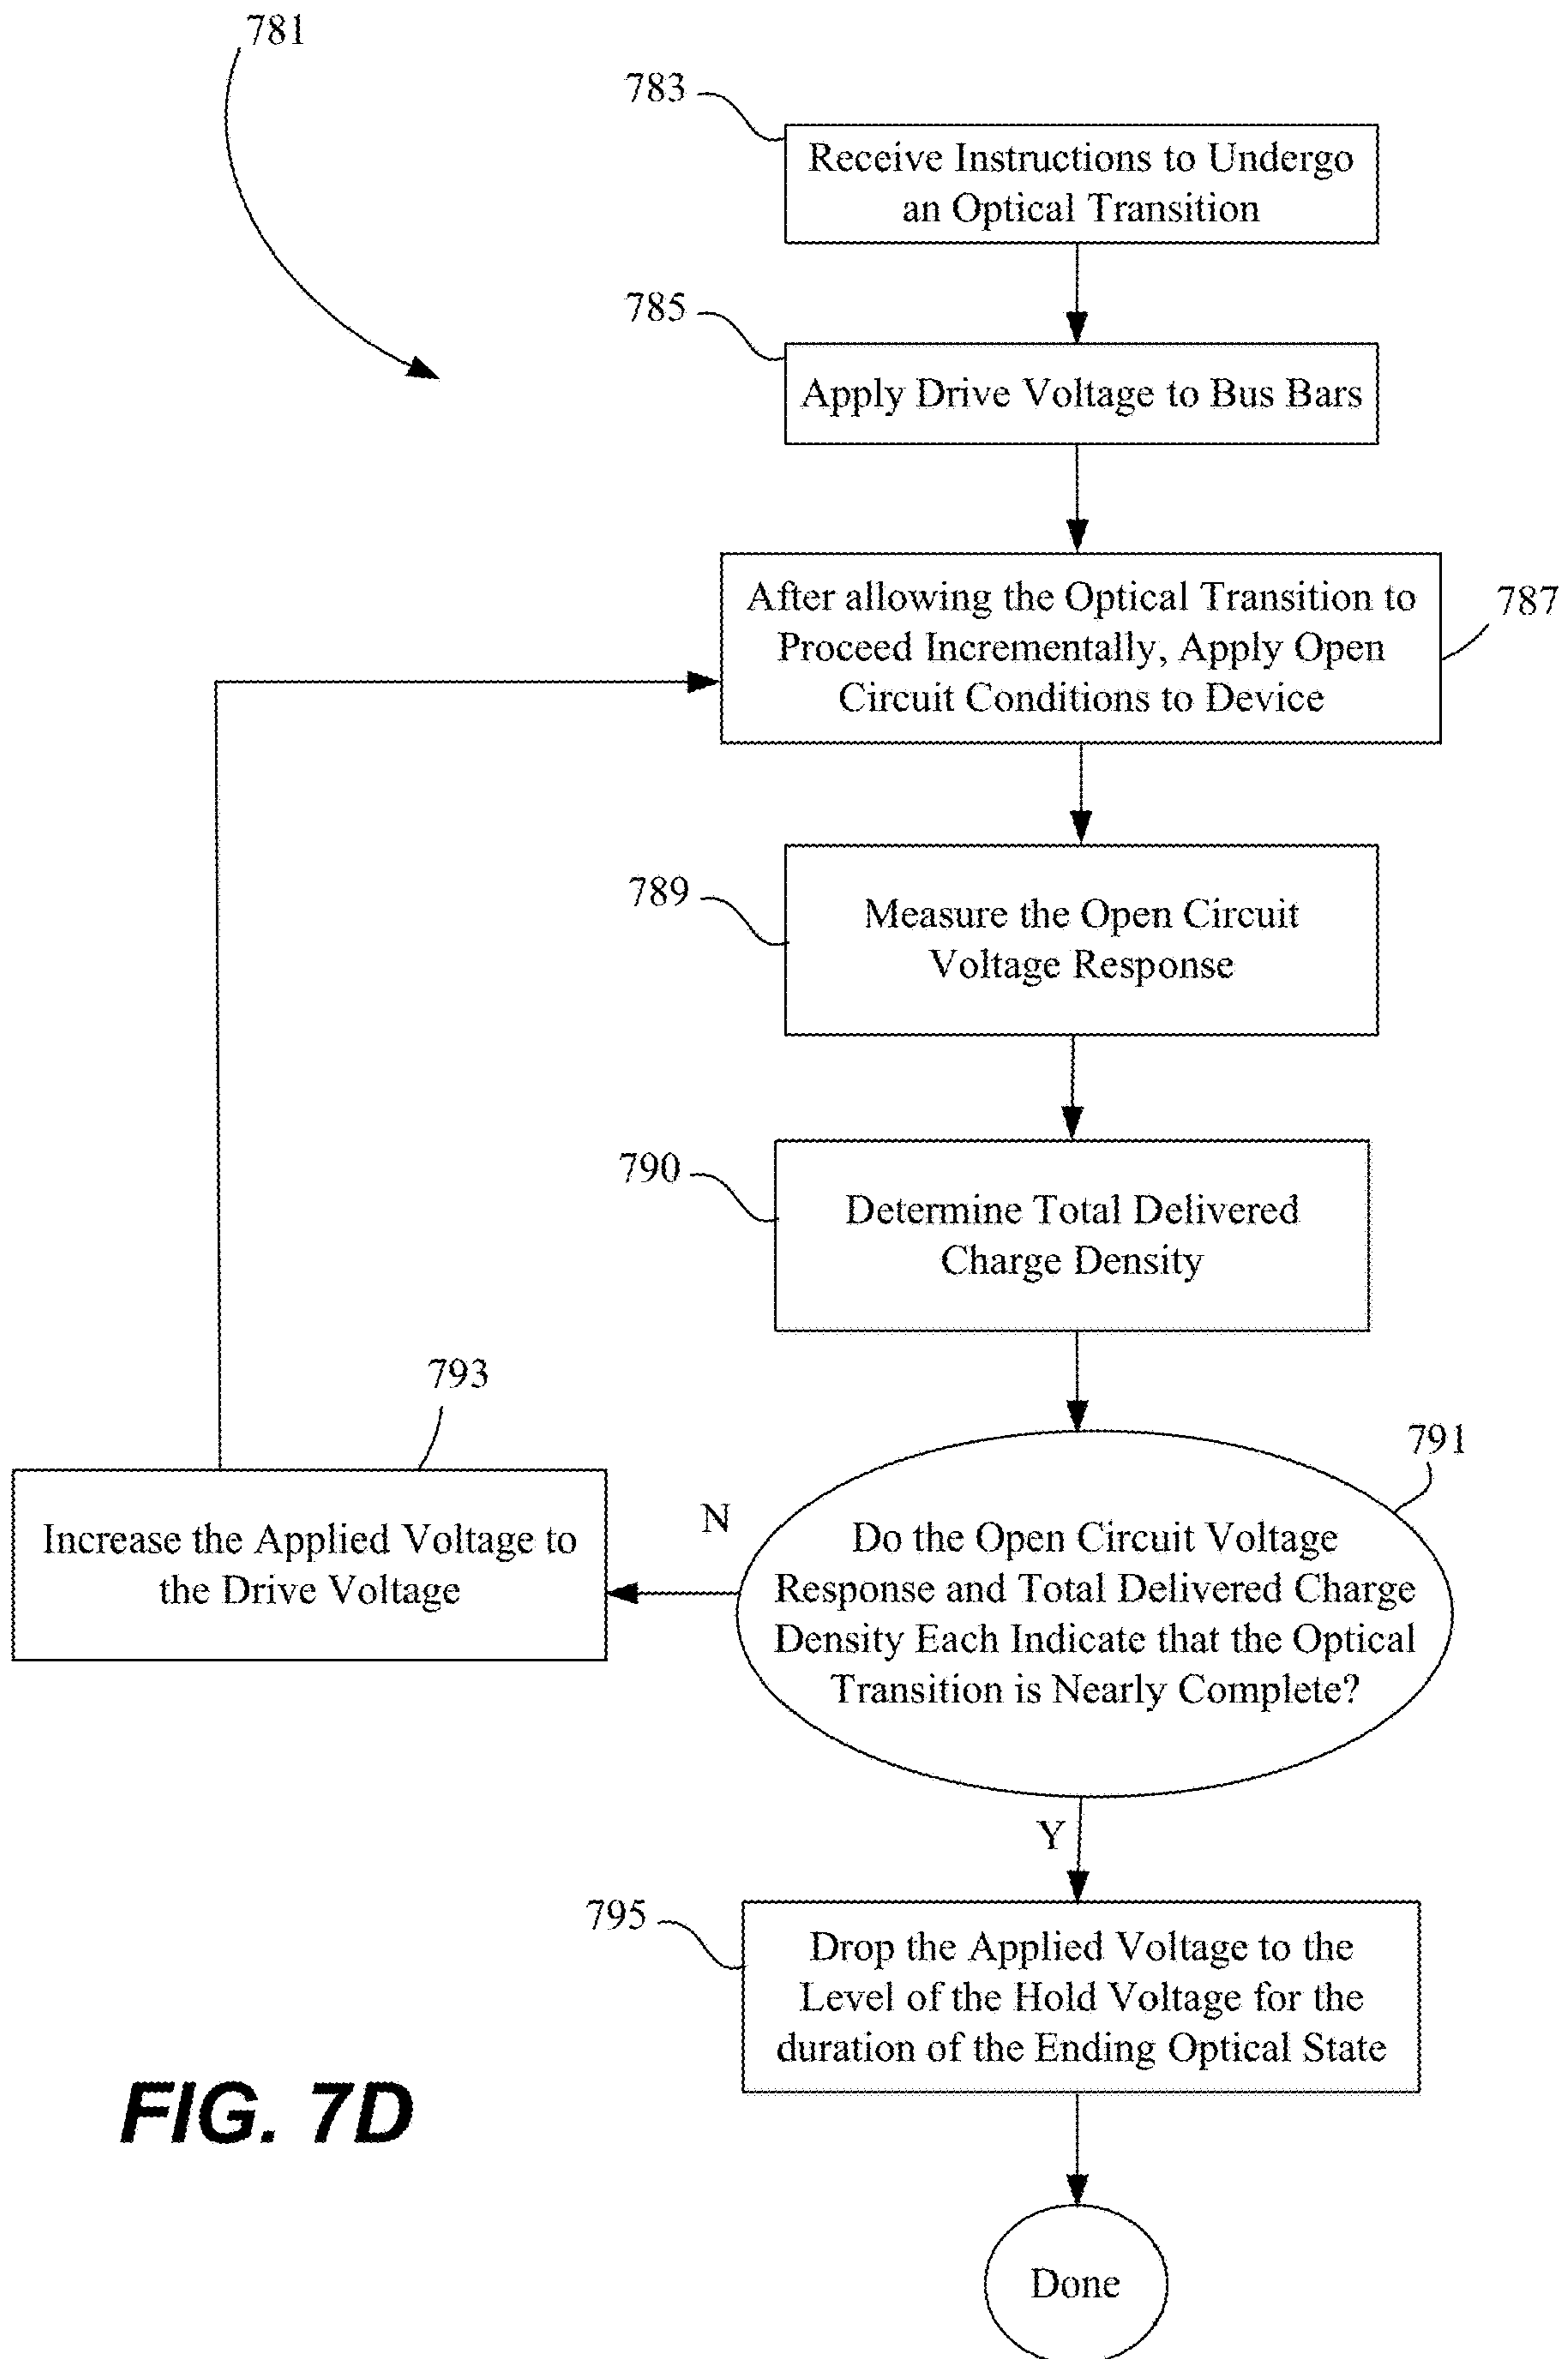 781
783
Receive Instructions to Undergo
an Optical Transition
785
Apply Drive Voltage to Bus Bars
After allowing the Optical Transition to
Proceed Incrementally, Apply Open
Circuit Conditions to Device
787
789
Measure the Open Circuit
Voltage Response
790
Determine Total Delivered
Charge Density
793
Increase the Applied Voltage to
the Drive Voltage
N
791
Do the Open Circuit Voltage
Response and Total Delivered Charge
Density Each Indicate that the Optical
Transition is Nearly Complete?
Y
795
Drop the Applied Voltage to the
Level of the Hold Voltage for the
duration of the Ending Optical State
FIG. 7D
Done